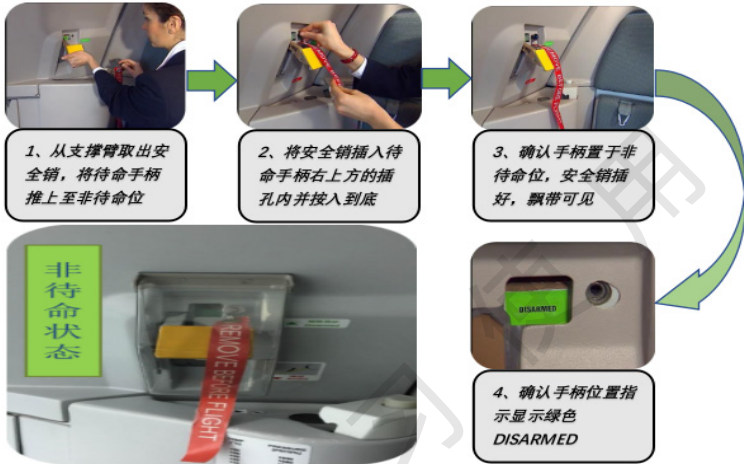 1、从支撑臂取出安
全销，将待命手柄
推上至非待命位
2、将安全销插入待
命手柄右上方的插
孔内并按入到底
3、确认手柄置于非
待命位，安全销插
好，飘带可见
非待命状态
REMOVE BEFORE FLIGHT
DISARMED
4、确认手柄位置指
示显示绿色
DISARMED
习
使
用